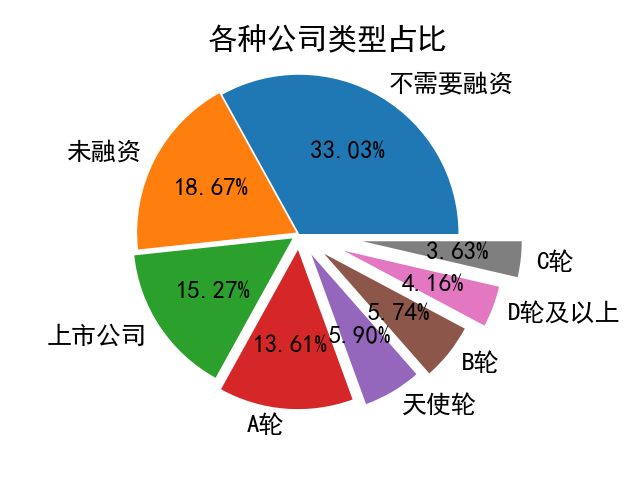 各种公司类型占比
不需要融资
33.03%
未融资
18.67%
上市公司
15.27%
A轮
13.61%
天使轮
5.90%
B轮
5.74%
D轮及以上
4.16%
C轮
3.63%